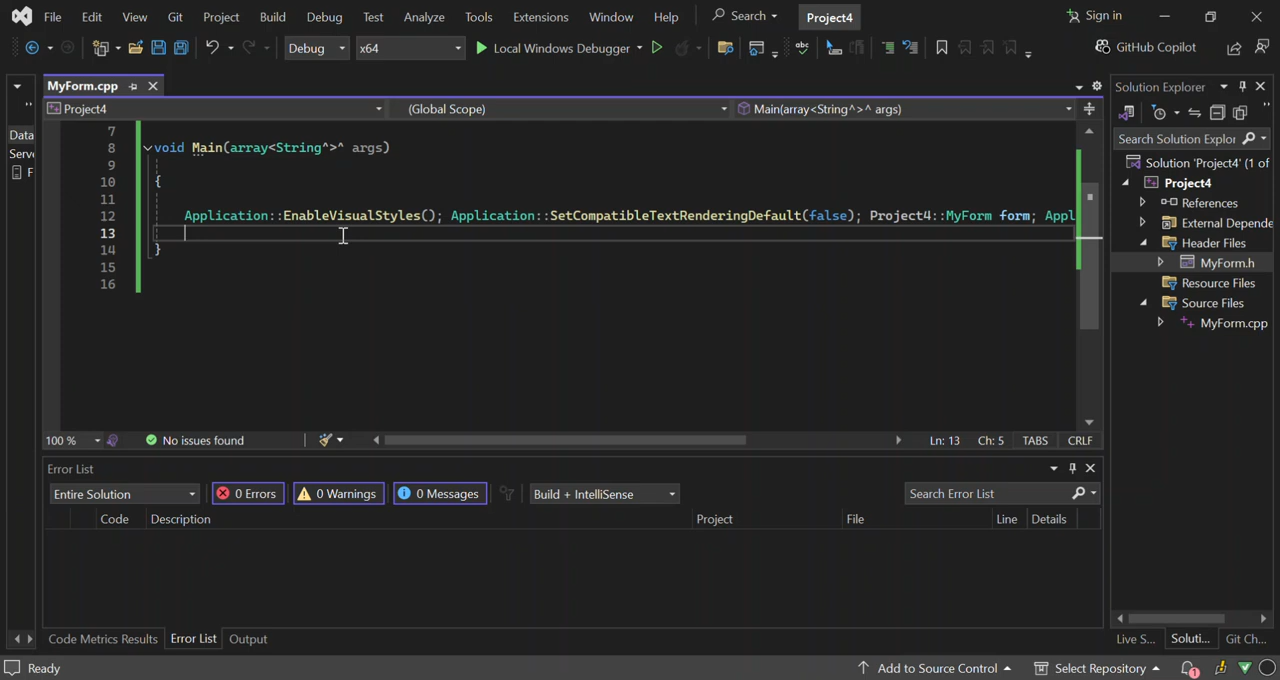 File Edit View Git Project Build Debug Test Analyze Tools Extensions Window Help Search Project4 Sign in
Debug x64 Local Windows Debugger abc GitHub Copilot
MyForm.cpp Solution Explorer
Project4 (Global Scope) Main(array<String^>^ args)
Data
Serv
F
Search Solution Explor
7
8 void Main(array<String^>^ args)
9
10 {
11
12 Application::EnableVisualStyles(); Application::SetCompatibleTextRenderingDefault(false); Project4::MyForm form; Appl
13
14 }
15
16
Solution 'Project4' (1 of
Project4
References
External Depende
Header Files
MyForm.h
Resource Files
Source Files
MyForm.cpp
100 % No issues found Ln: 13 Ch: 5 TABS CRLF
Error List
Entire Solution 0 Errors 0 Warnings 0 Messages Build + IntelliSense Search Error List
Code Description Project File Line Details
Code Metrics Results Error List Output Live S... Soluti... Git Ch...
Ready Add to Source Control Select Repository 1